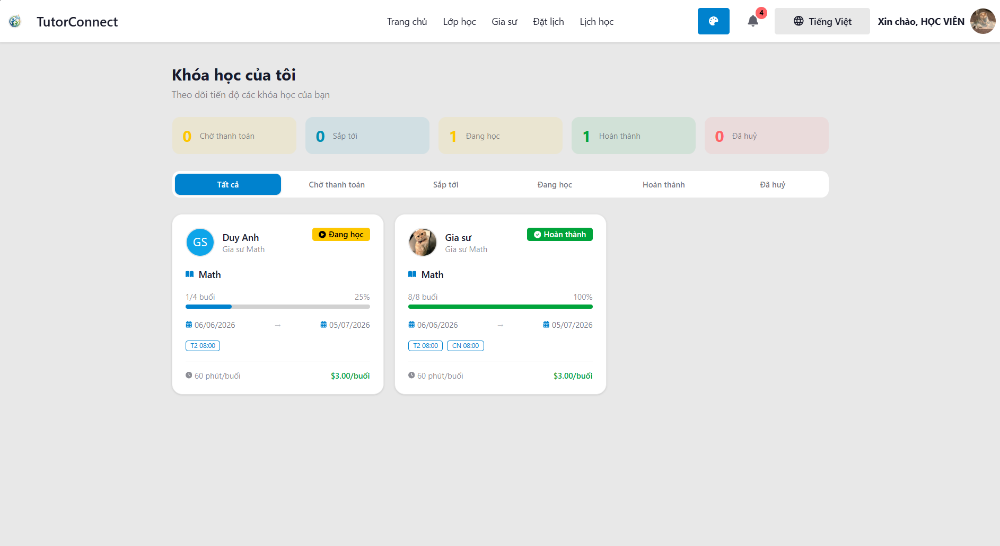 TutorConnect
Trang chủ Lớp học Gia sư Đặt lịch Lịch học
4
Tiếng Việt
Xin chào, HỌC VIÊN
Khóa học của tôi
Theo dõi tiến độ các khóa học của bạn
0 Chờ thanh toán
0 Sắp tới
1 Đang học
1 Hoàn thành
0 Đã huỷ
Tất cả Chờ thanh toán Sắp tới Đang học Hoàn thành Đã huỷ
GS
Duy Anh
Đang học
Gia sư Math
Math
1/4 buổi 25%
06/06/2026 → 05/07/2026
T2 08:00
60 phút/buổi $3.00/buổi
Gia sư
Hoàn thành
Gia sư Math
Math
8/8 buổi 100%
06/06/2026 → 05/07/2026
T2 08:00 CN 08:00
60 phút/buổi $3.00/buổi